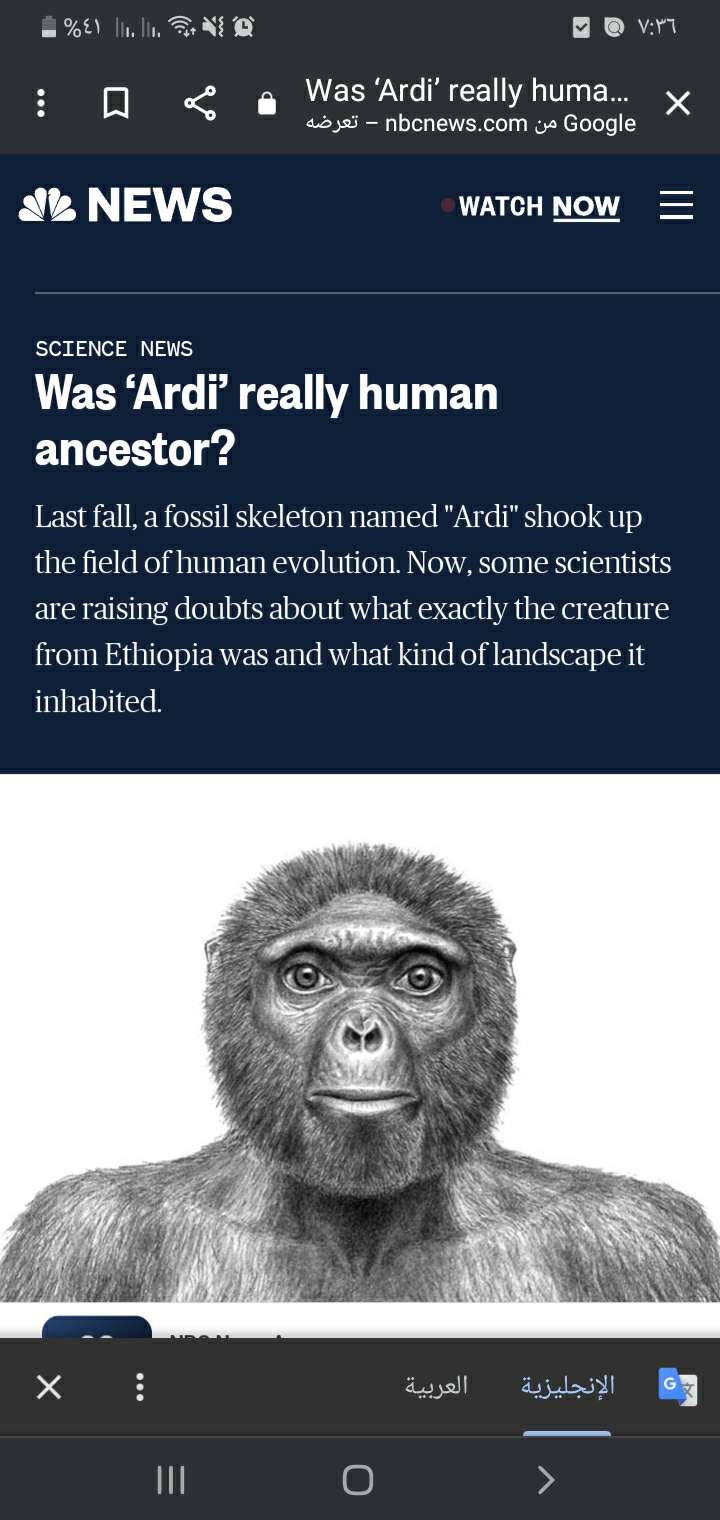 %٤١ ٧:٣٦
Was ‘Ardi’ really huma...
تعرضه – nbcnews.com من Google
NEWS
WATCH NOW
SCIENCE NEWS
Was ‘Ardi’ really human
ancestor?
Last fall, a fossil skeleton named "Ardi" shook up
the field of human evolution. Now, some scientists
are raising doubts about what exactly the creature
from Ethiopia was and what kind of landscape it
inhabited.
العربية الإنجليزية
G